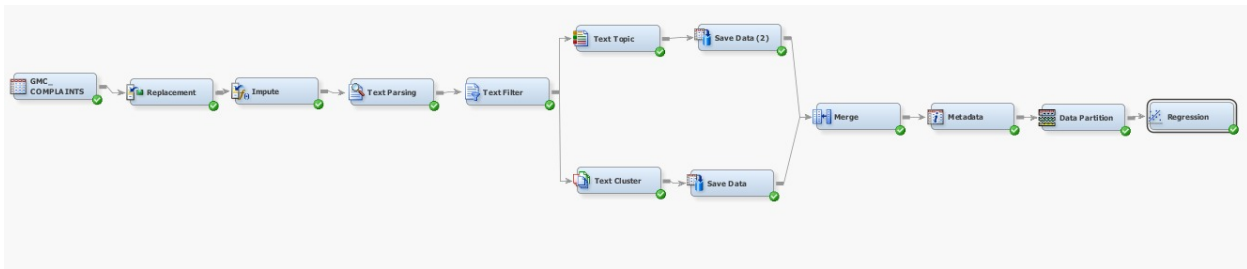 GMC_
COMPLAINTS
Replacement
Impute
Text Parsing
Text Filter
Text Topic
Save Data (2)
Text Cluster
Save Data
Merge
Metadata
Data Partition
Regression